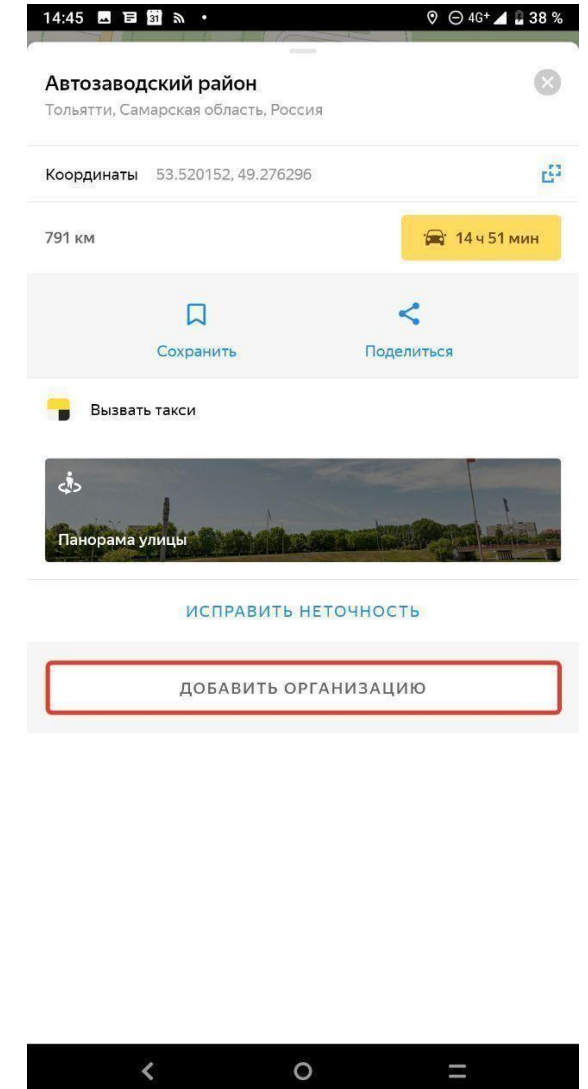 14:45
31
4G+
38 %
Автозаводский район
Тольятти, Самарская область, Россия
Координаты 53.520152, 49.276296
791 км
14 ч 51 мин
Сохранить
Поделиться
Вызвать такси
Панорама улицы
ИСПРАВИТЬ НЕТОЧНОСТЬ
ДОБАВИТЬ ОРГАНИЗАЦИЮ